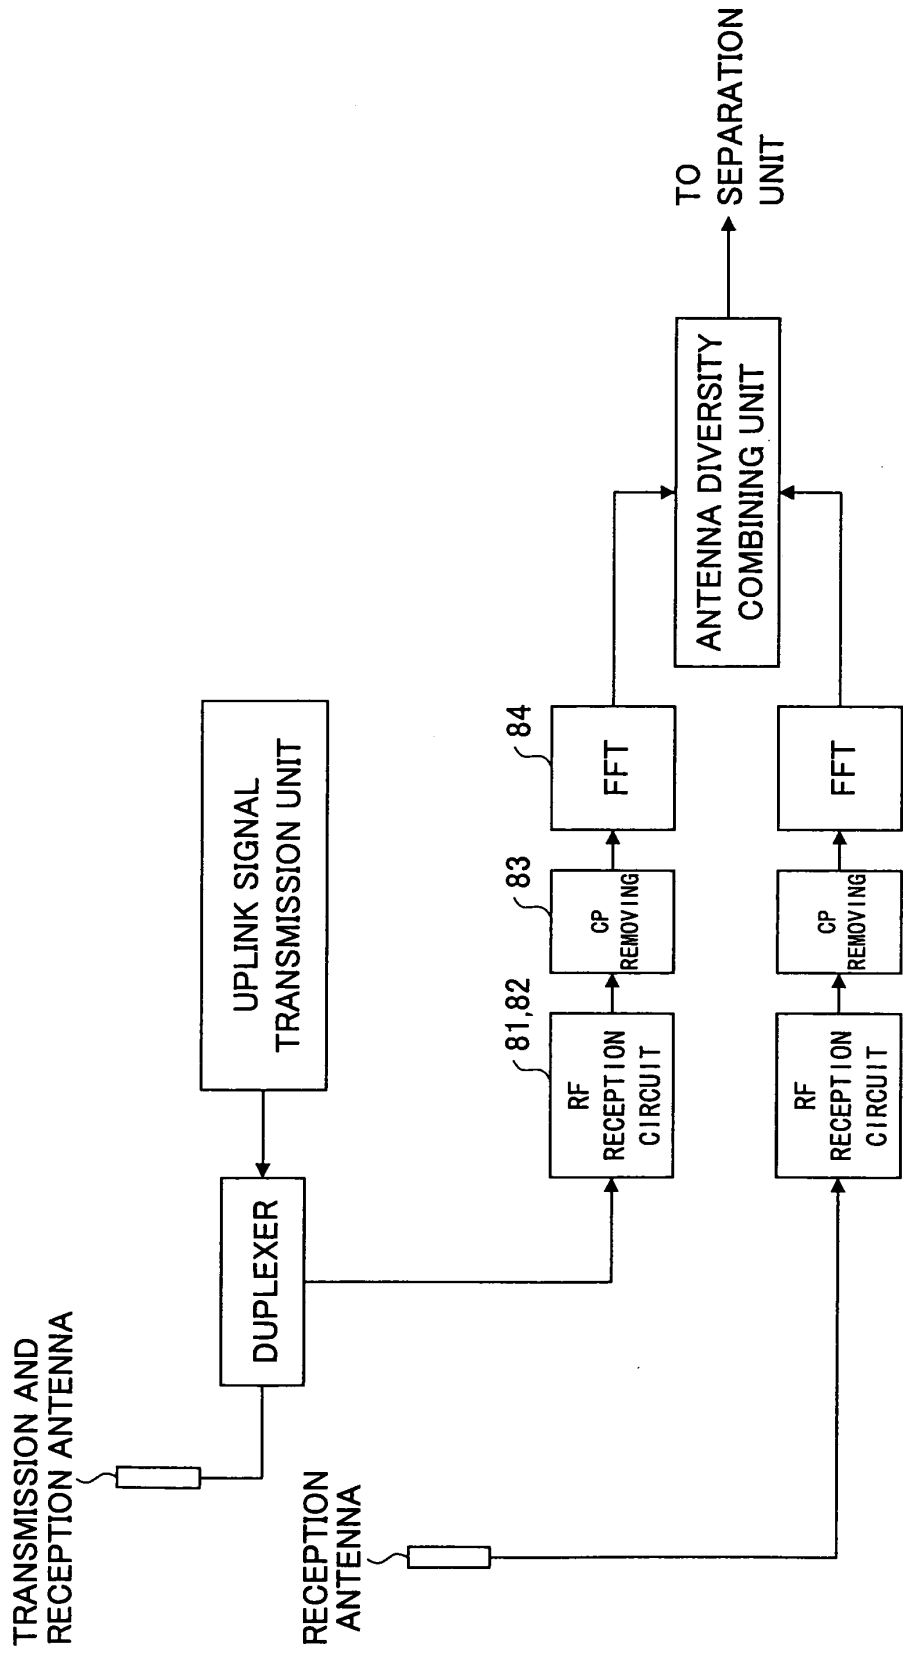 TRANSMISSION AND
RECEPTION ANTENNA
DUPLEXER
UPLINK SIGNAL
TRANSMISSION UNIT
RECEPTION
ANTENNA
81,82
RF
RECEPTION
CIRCUIT
83
CP
REMOVING
84
FFT
RF
RECEPTION
CIRCUIT
CP
REMOVING
FFT
ANTENNA DIVERSITY
COMBINING UNIT
TO
SEPARATION
UNIT